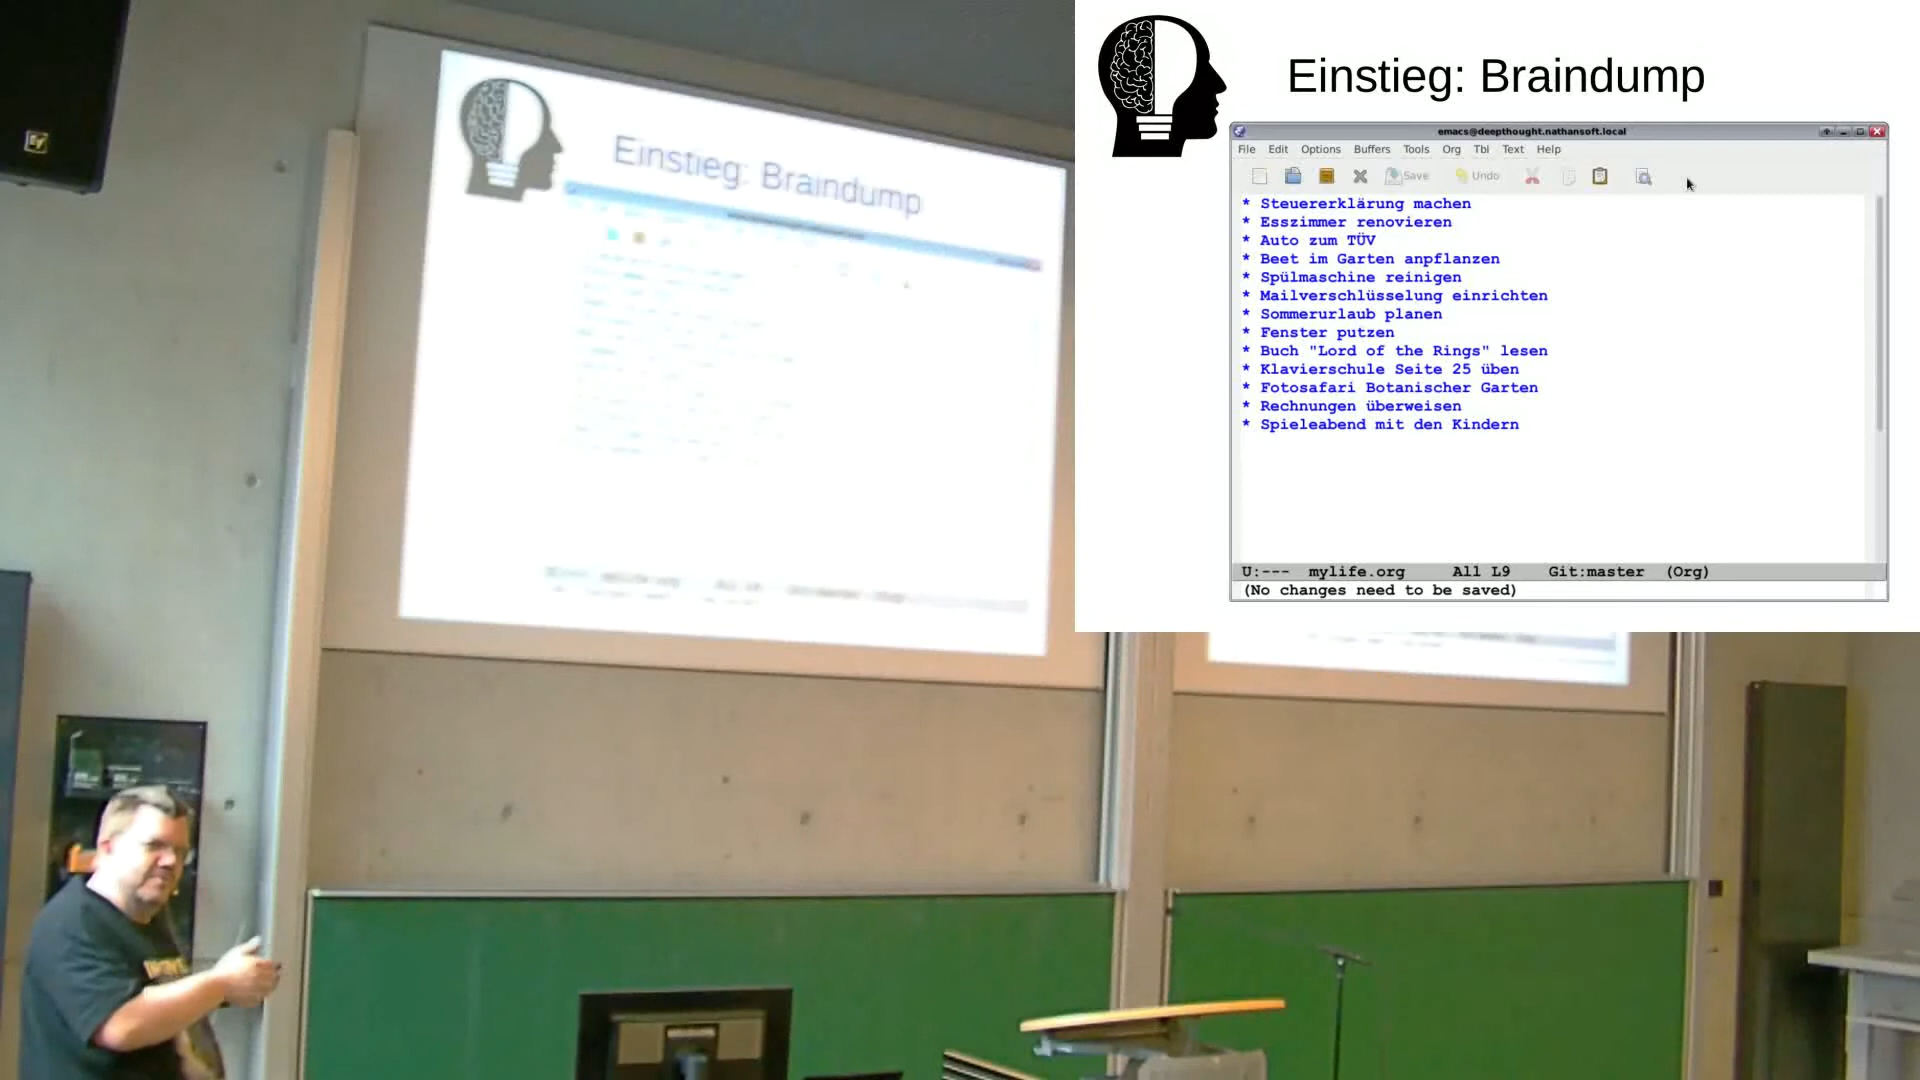 Einstieg: Braindump
Einstieg: Braindump
emacs@deepthought.nathansoft.local
File Edit Options Buffers Tools Org Tbl Text Help
Save Undo
* Steuererklärung machen
* Esszimmer renovieren
* Auto zum TÜV
* Beet im Garten anpflanzen
* Spülmaschine reinigen
* Mailverschlüsselung einrichten
* Sommerurlaub planen
* Fenster putzen
* Buch "Lord of the Rings" lesen
* Klavierschule Seite 25 üben
* Fotosafari Botanischer Garten
* Rechnungen überweisen
* Spieleabend mit den Kindern
U:--- mylife.org All L9 Git:master (Org)
(No changes need to be saved)
EV